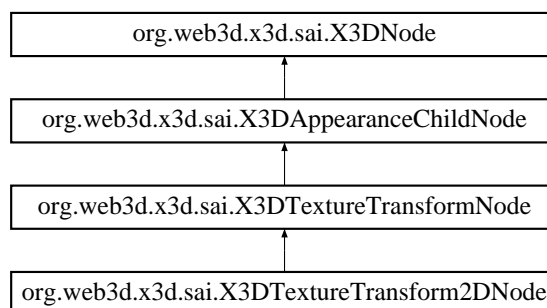 org.web3d.x3d.sai.X3DNode
org.web3d.x3d.sai.X3DAppearanceChildNode
org.web3d.x3d.sai.X3DTextureTransformNode
org.web3d.x3d.sai.X3DTextureTransform2DNode